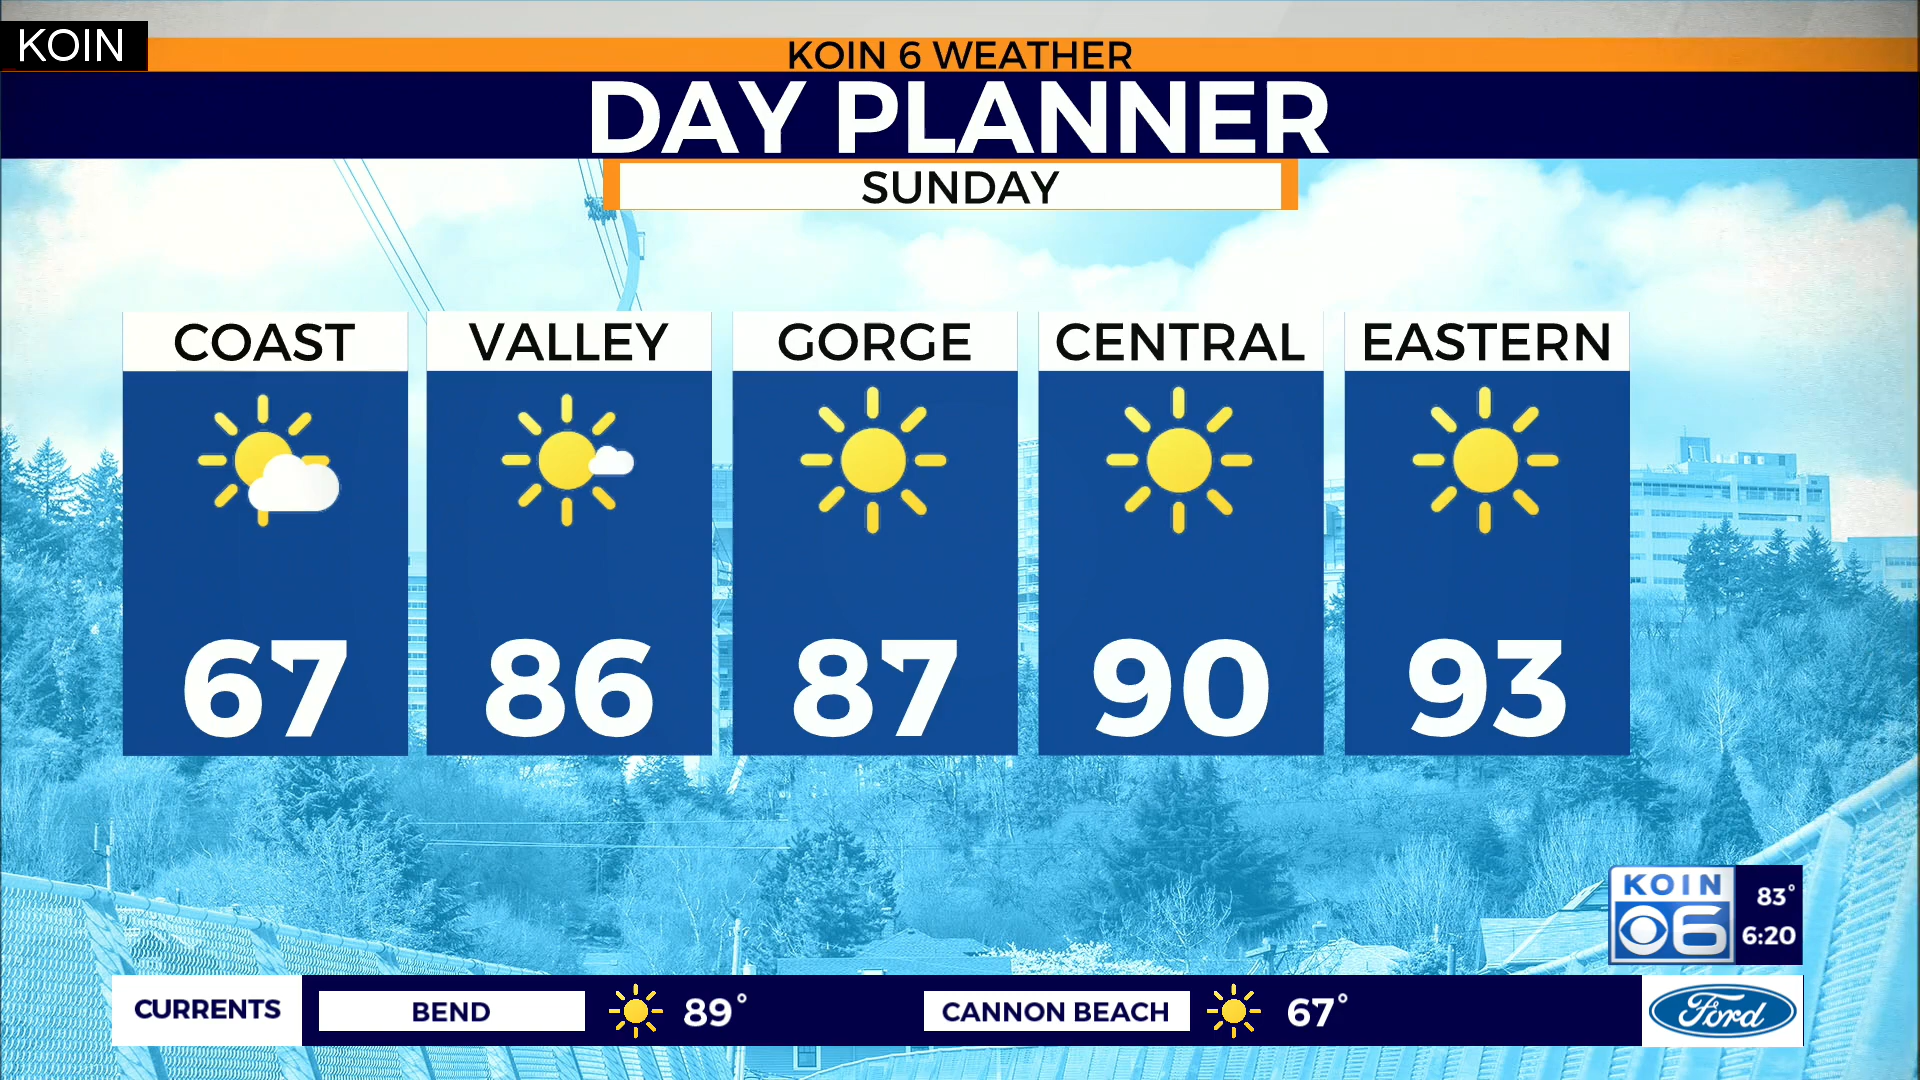 KOIN
KOIN 6 WEATHER
DAY PLANNER
SUNDAY
COAST VALLEY GORGE CENTRAL EASTERN
67 86 87 90 93
KOIN 6 83°
6:20
CURRENTS BEND 89° CANNON BEACH 67° Ford